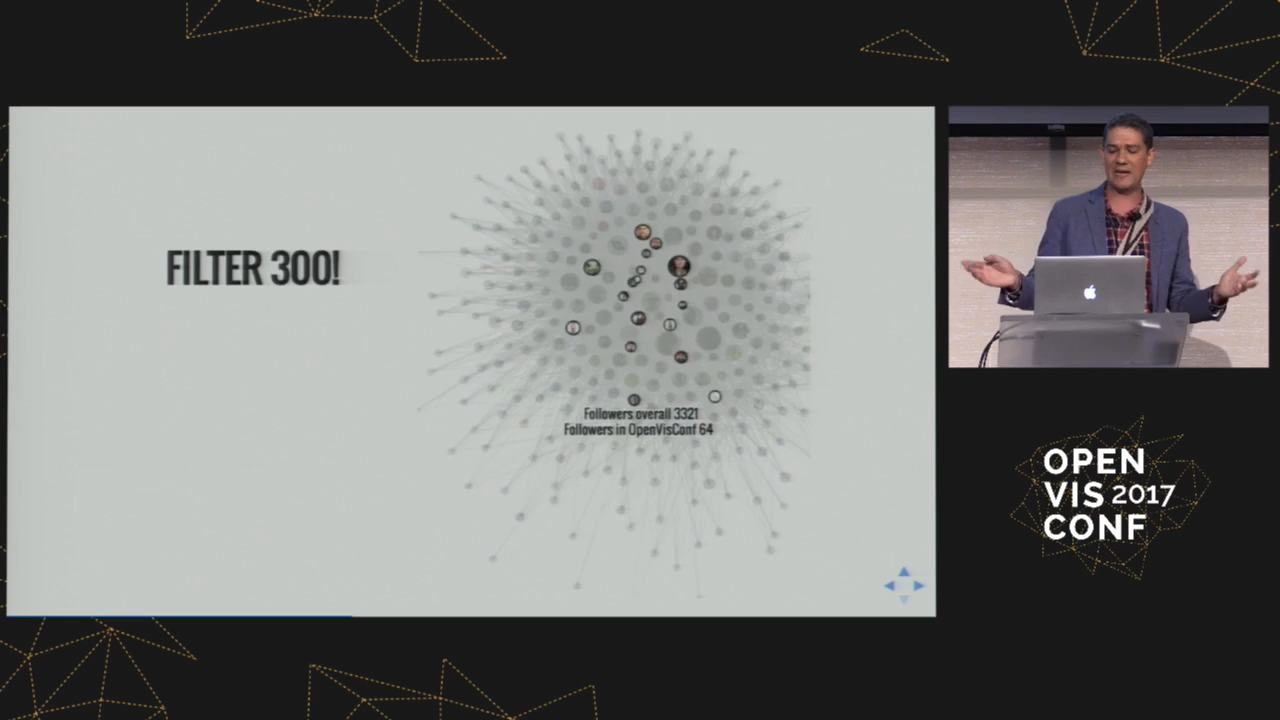 FILTER 300!
Followers overall 3321
Followers in OpenVisConf 64
OPEN
VIS 2017
CONF